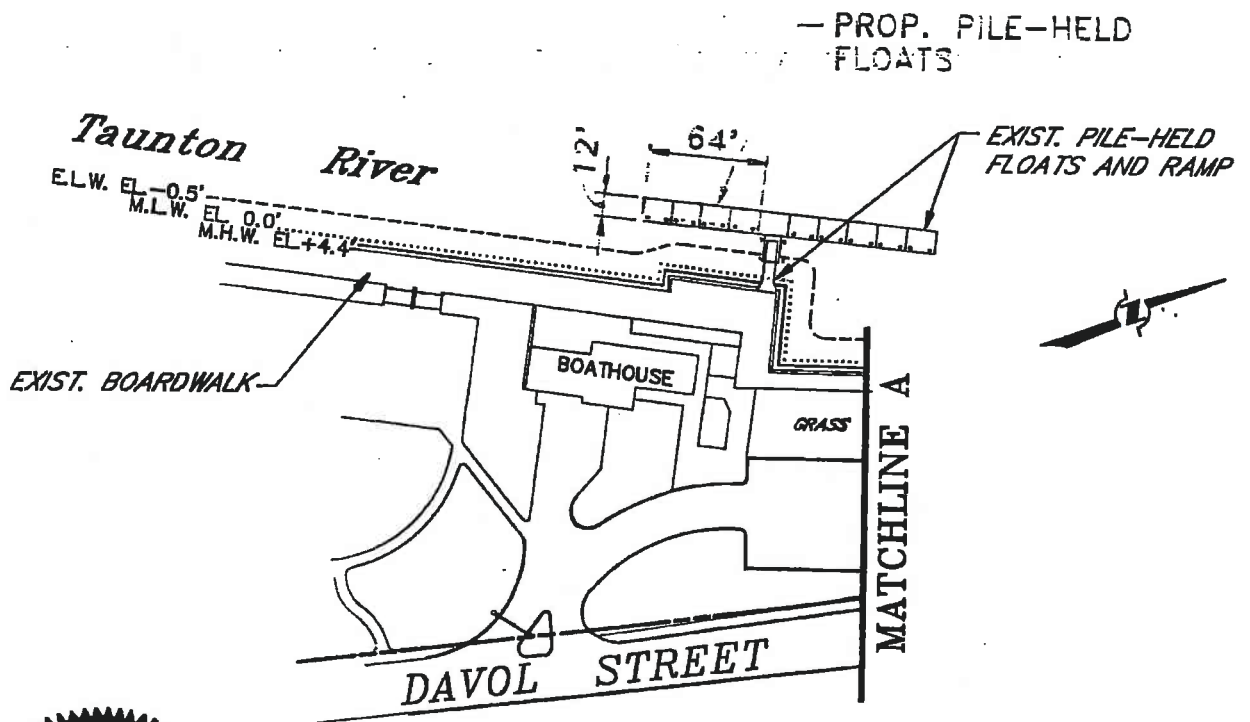 — PROP. PILE-HELD
FLOATS
Taunton River
12'
64'
EXIST. PILE-HELD
FLOATS AND RAMP
E.L.W. EL.-0.5'
M.L.W. EL. 0.0'
M.H.W. EL+4.4'
EXIST. BOARDWALK
BOATHOUSE
GRASS
MATCHLINE A
DAVOL STREET